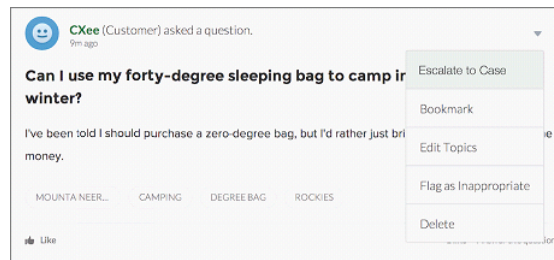 CXee (Customer) asked a question.
9m ago
Escalate to Case
Can I use my forty-degree sleeping bag to camp in
winter?
Bookmark
I've been told I should purchase a zero-degree bag, but I'd rather just bri
Edit Topics
money.
Flag as Inappropriate
MOUNTA NEER... CAMPING DEGREE BAG ROCKIES
Delete
Like